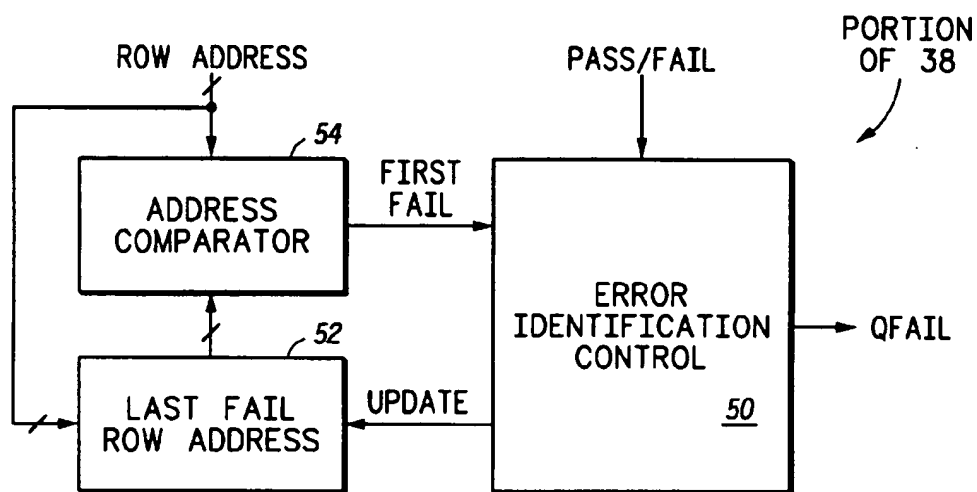 PORTION
OF 38
ROW ADDRESS
PASS/FAIL
54
ADDRESS
COMPARATOR
FIRST
FAIL
ERROR
IDENTIFICATION
CONTROL
50
QFAIL
52
LAST FAIL
ROW ADDRESS
UPDATE